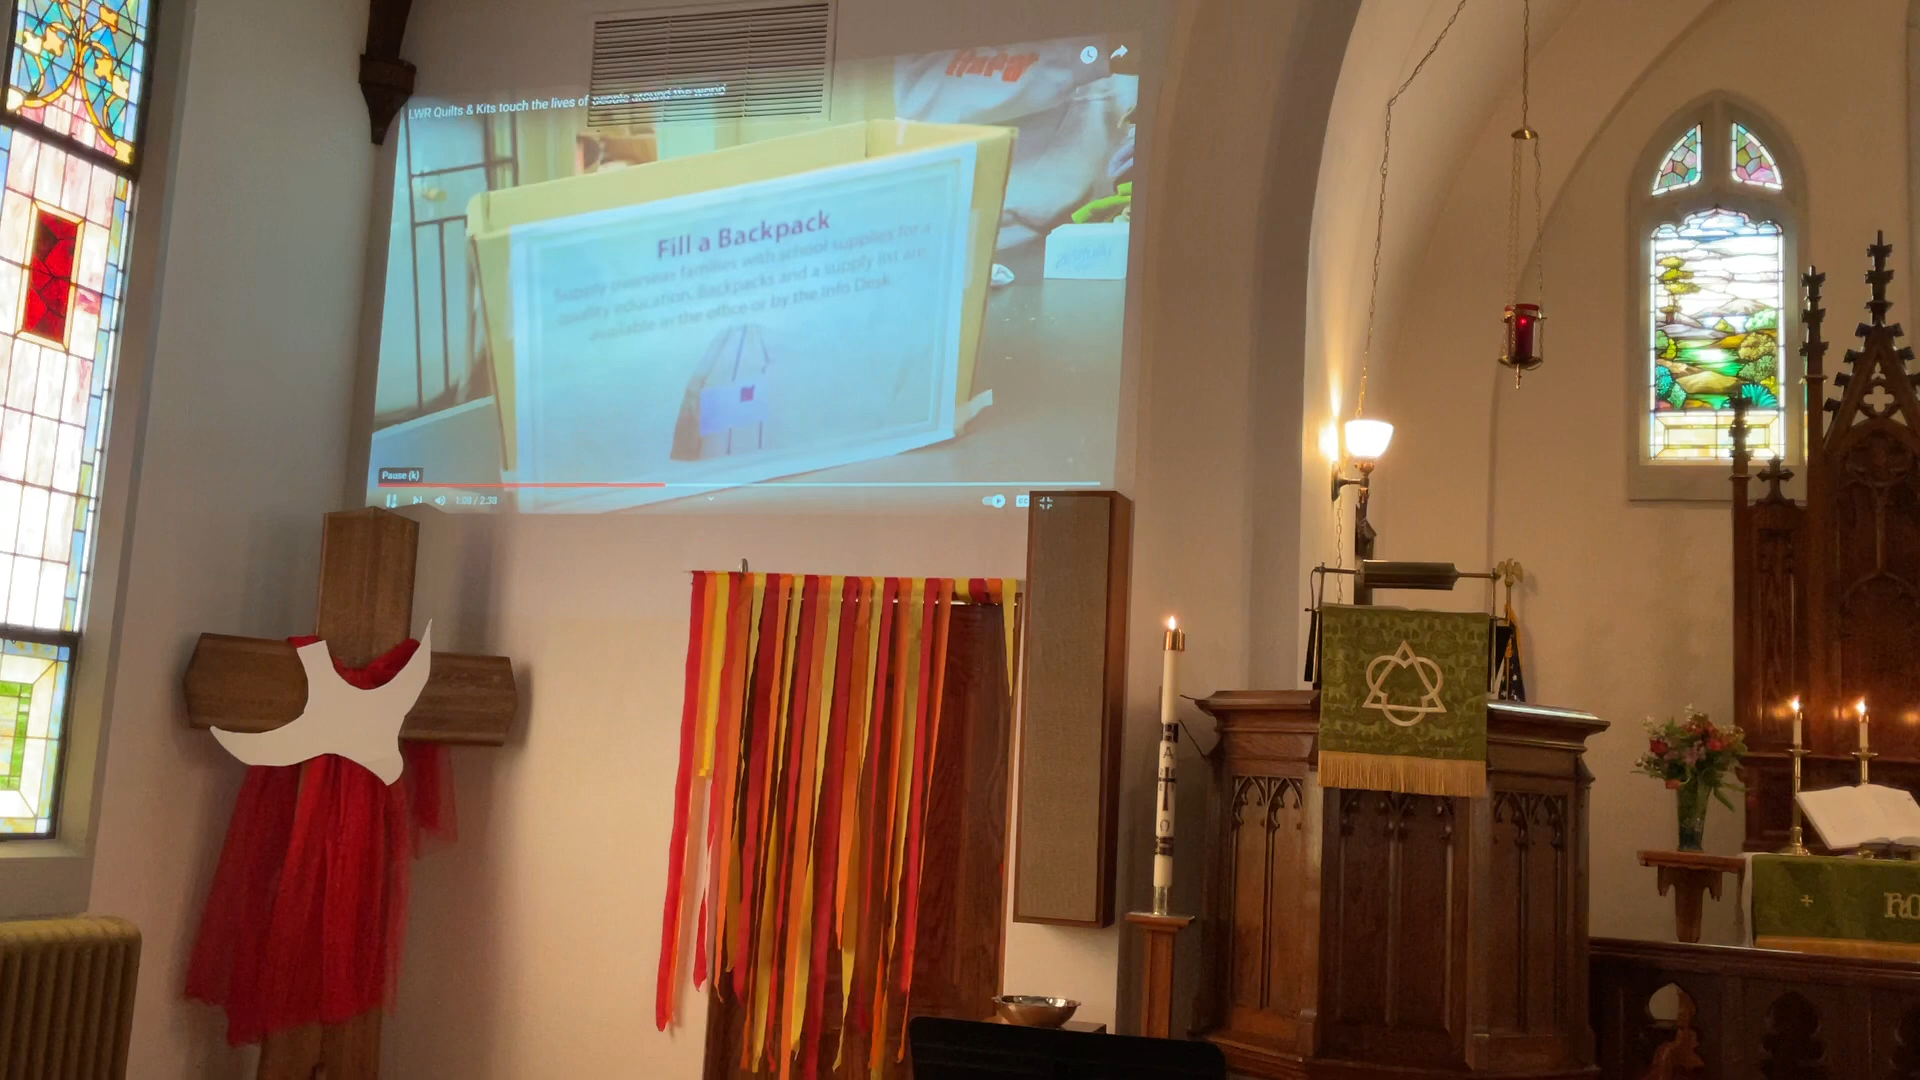 LWR Quilts & Kits touch the lives of people around the world
Fill a Backpack
Supply overseas families with school supplies for a
quality education. Backpacks and a supply list are
available in the office or by the Info Desk.
Pause (k)
1:08 / 2:38